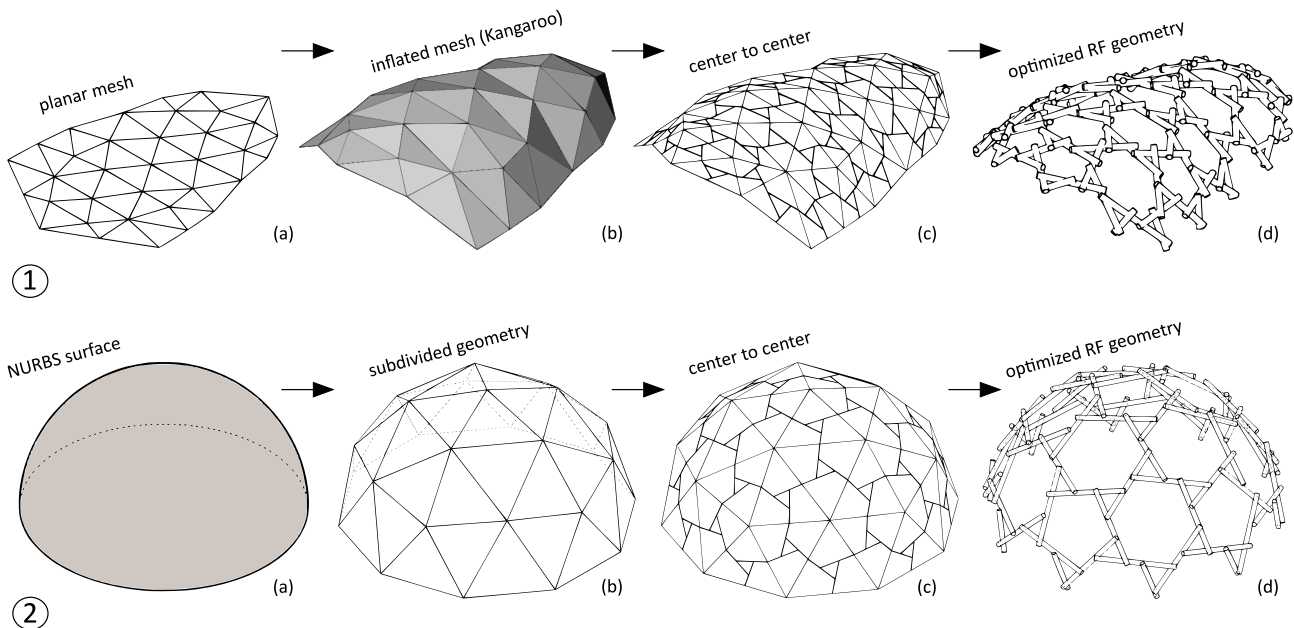 planar mesh
inflated mesh (Kangaroo)
center to center
optimized RF geometry
(a)
(b)
(c)
(d)
1
NURBS surface
subdivided geometry
center to center
optimized RF geometry
(a)
(b)
(c)
(d)
2